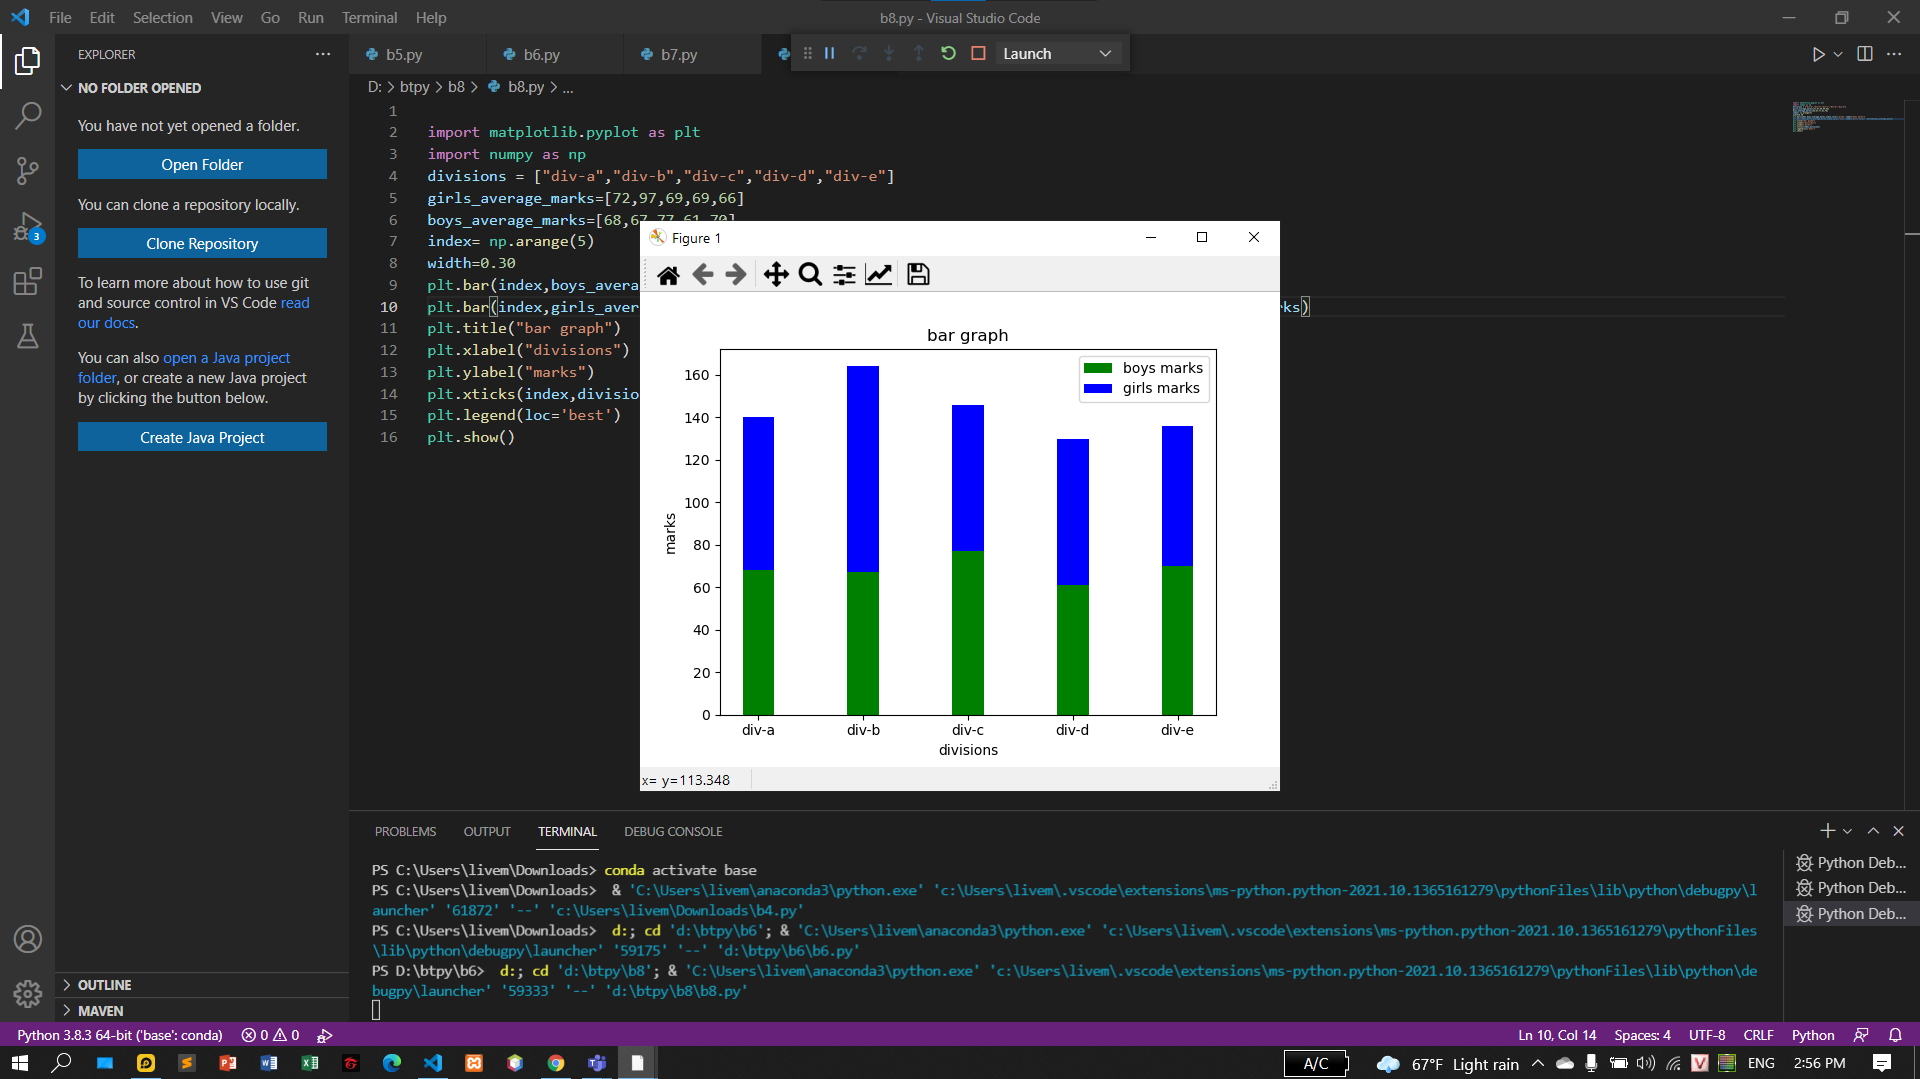 File Edit Selection View Go Run Terminal Help
b8.py - Visual Studio Code
EXPLORER
NO FOLDER OPENED
You have not yet opened a folder.
Open Folder
You can clone a repository locally.
Clone Repository
To learn more about how to use git
and source control in VS Code read
our docs.
You can also open a Java project
folder, or create a new Java project
by clicking the button below.
Create Java Project
OUTLINE
MAVEN
3
b5.py b6.py b7.py
Launch
D: > btpy > b8 > b8.py > ...
1
2 import matplotlib.pyplot as plt
3 import numpy as np
4 divisions = ["div-a","div-b","div-c","div-d","div-e"]
5 girls_average_marks=[72,97,69,69,66]
6 boys_average_marks=[68,67,77,61,70]
7 index= np.arange(5)
8 width=0.30
9 plt.bar(index,boys_avera
10 plt.bar(index,girls_aver ks)
11 plt.title("bar graph")
12 plt.xlabel("divisions")
13 plt.ylabel("marks")
14 plt.xticks(index,divisio
15 plt.legend(loc='best')
16 plt.show()
Figure 1
bar graph
boys marks
girls marks
160
140
120
100
80
60
40
20
0
marks
div-a div-b div-c div-d div-e
divisions
x= y=113.348
PROBLEMS OUTPUT TERMINAL DEBUG CONSOLE
PS C:\Users\livem\Downloads> conda activate base
PS C:\Users\livem\Downloads> & 'C:\Users\livem\anaconda3\python.exe' 'c:\Users\livem\.vscode\extensions\ms-python.python-2021.10.1365161279\pythonFiles\lib\python\debugpy\l
auncher' '61872' '--' 'c:\Users\livem\Downloads\b4.py'
PS C:\Users\livem\Downloads> d:; cd 'd:\btpy\b6'; & 'C:\Users\livem\anaconda3\python.exe' 'c:\Users\livem\.vscode\extensions\ms-python.python-2021.10.1365161279\pythonFiles
\lib\python\debugpy\launcher' '59175' '--' 'd:\btpy\b6\b6.py'
PS D:\btpy\b6> d:; cd 'd:\btpy\b8'; & 'C:\Users\livem\anaconda3\python.exe' 'c:\Users\livem\.vscode\extensions\ms-python.python-2021.10.1365161279\pythonFiles\lib\python\de
bugpy\launcher' '59333' '--' 'd:\btpy\b8\b8.py'
Python Deb...
Python Deb...
Python Deb...
Python 3.8.3 64-bit ('base': conda) 0 0 Ln 10, Col 14 Spaces: 4 UTF-8 CRLF Python
A/C 67°F Light rain ENG 2:56 PM